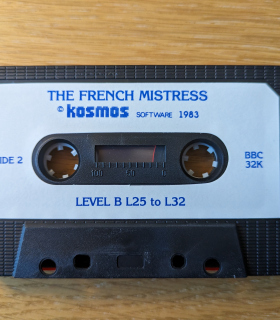 THE FRENCH MISTRESS
© kosmos SOFTWARE 1983
IDE 2
BBC
32K
100 50 0
LEVEL B L25 to L32